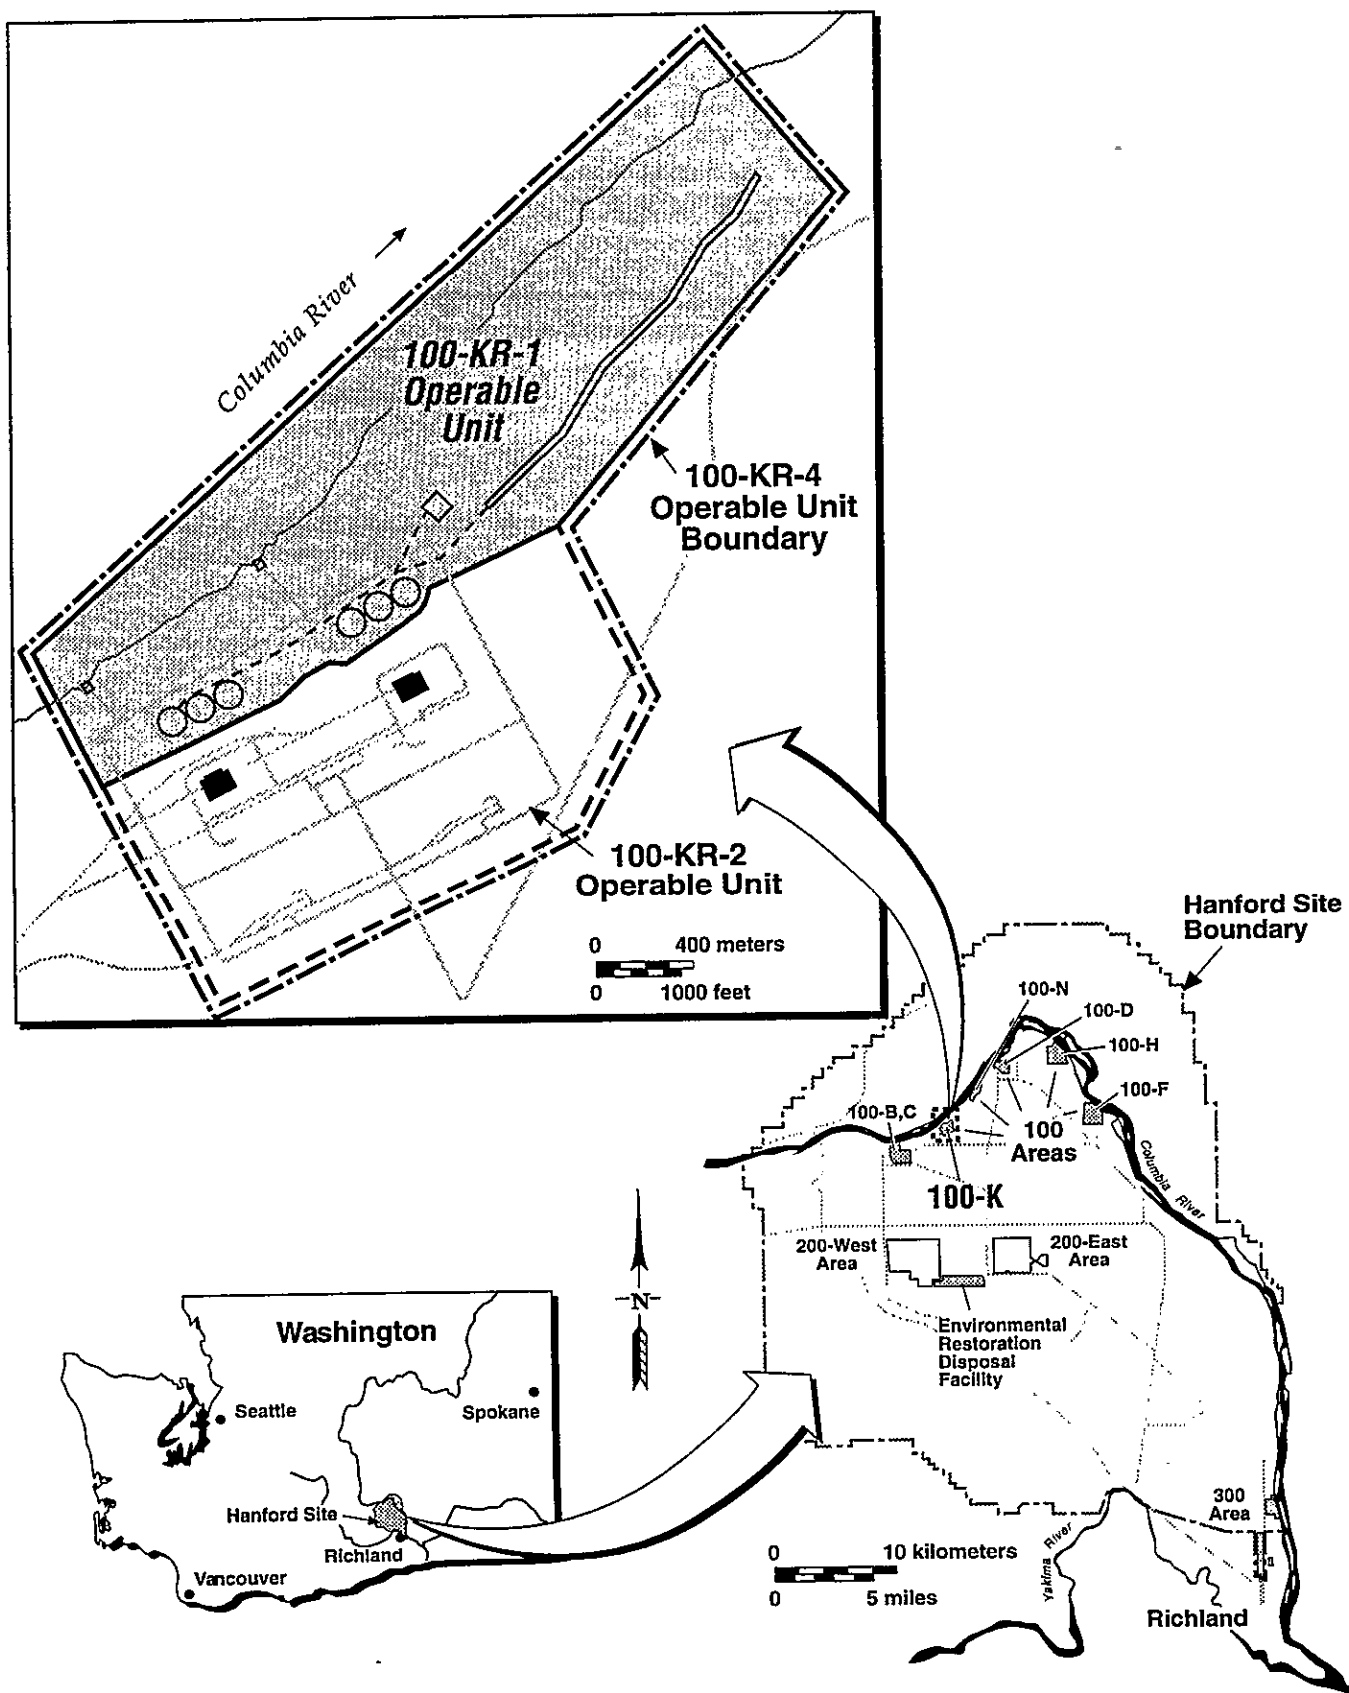 Columbia River
100-KR-1
Operable
Unit
100-KR-4
Operable Unit
Boundary
100-KR-2
Operable Unit
0 400 meters
0 1000 feet
Hanford Site
Boundary
100-N
100-D
100-H
100-F
100-B,C
100
Areas
100-K
Columbia River
200-West
Area
200-East
Area
Environmental
Restoration
Disposal
Facility
N
Washington
Seattle
Spokane
Hanford Site
Richland
Vancouver
300
Area
0 10 kilometers
0 5 miles
Yakima River
Richland